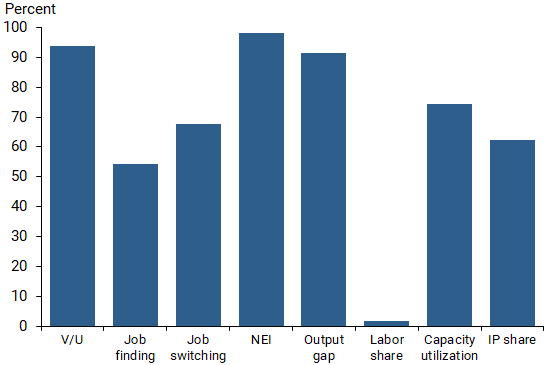 Percent
100
90
80
70
60
50
40
30
20
10
0
V/U
Job
finding
Job
switching
NEI
Output
gap
Labor
share
Capacity
utilization
IP share